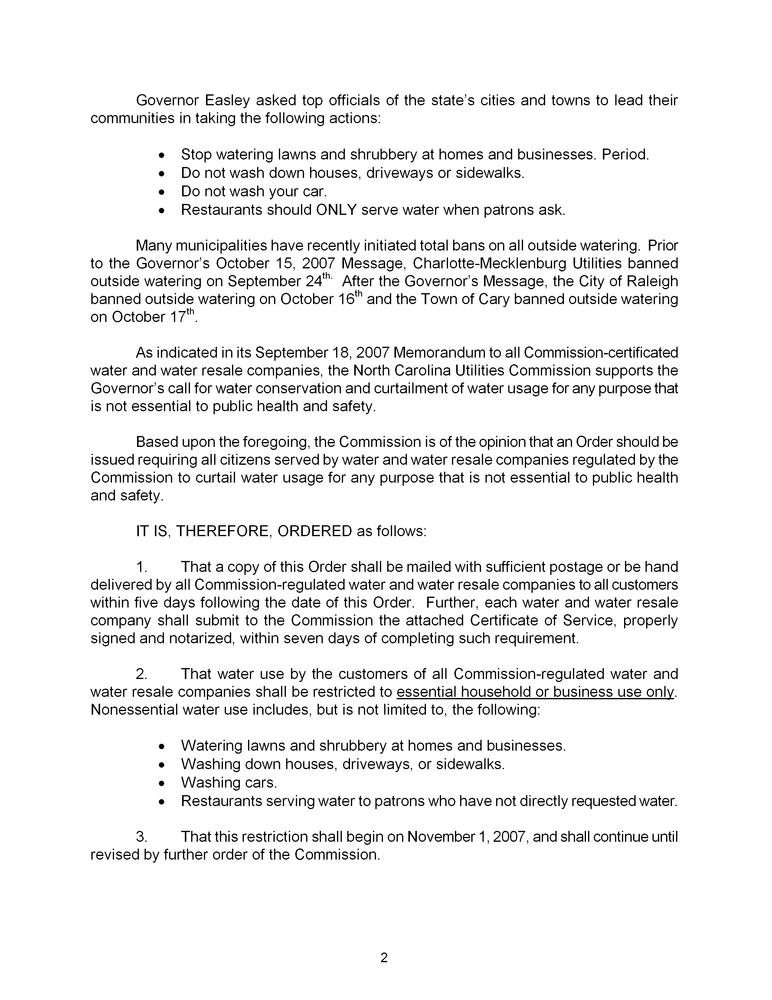 Governor Easley asked top officials of the state’s cities and towns to lead their
communities in taking the following actions:
• Stop watering lawns and shrubbery at homes and businesses. Period.
• Do not wash down houses, driveways or sidewalks.
• Do not wash your car.
• Restaurants should ONLY serve water when patrons ask.
Many municipalities have recently initiated total bans on all outside watering. Prior
to the Governor’s October 15, 2007 Message, Charlotte-Mecklenburg Utilities banned
outside watering on September 24th. After the Governor’s Message, the City of Raleigh
banned outside watering on October 16th and the Town of Cary banned outside watering
on October 17th.
As indicated in its September 18, 2007 Memorandum to all Commission-certificated
water and water resale companies, the North Carolina Utilities Commission supports the
Governor’s call for water conservation and curtailment of water usage for any purpose that
is not essential to public health and safety.
Based upon the foregoing, the Commission is of the opinion that an Order should be
issued requiring all citizens served by water and water resale companies regulated by the
Commission to curtail water usage for any purpose that is not essential to public health
and safety.
IT IS, THEREFORE, ORDERED as follows:
1. That a copy of this Order shall be mailed with sufficient postage or be hand
delivered by all Commission-regulated water and water resale companies to all customers
within five days following the date of this Order. Further, each water and water resale
company shall submit to the Commission the attached Certificate of Service, properly
signed and notarized, within seven days of completing such requirement.
2. That water use by the customers of all Commission-regulated water and
water resale companies shall be restricted to essential household or business use only.
Nonessential water use includes, but is not limited to, the following:
• Watering lawns and shrubbery at homes and businesses.
• Washing down houses, driveways, or sidewalks.
• Washing cars.
• Restaurants serving water to patrons who have not directly requested water.
3. That this restriction shall begin on November 1, 2007, and shall continue until
revised by further order of the Commission.
2